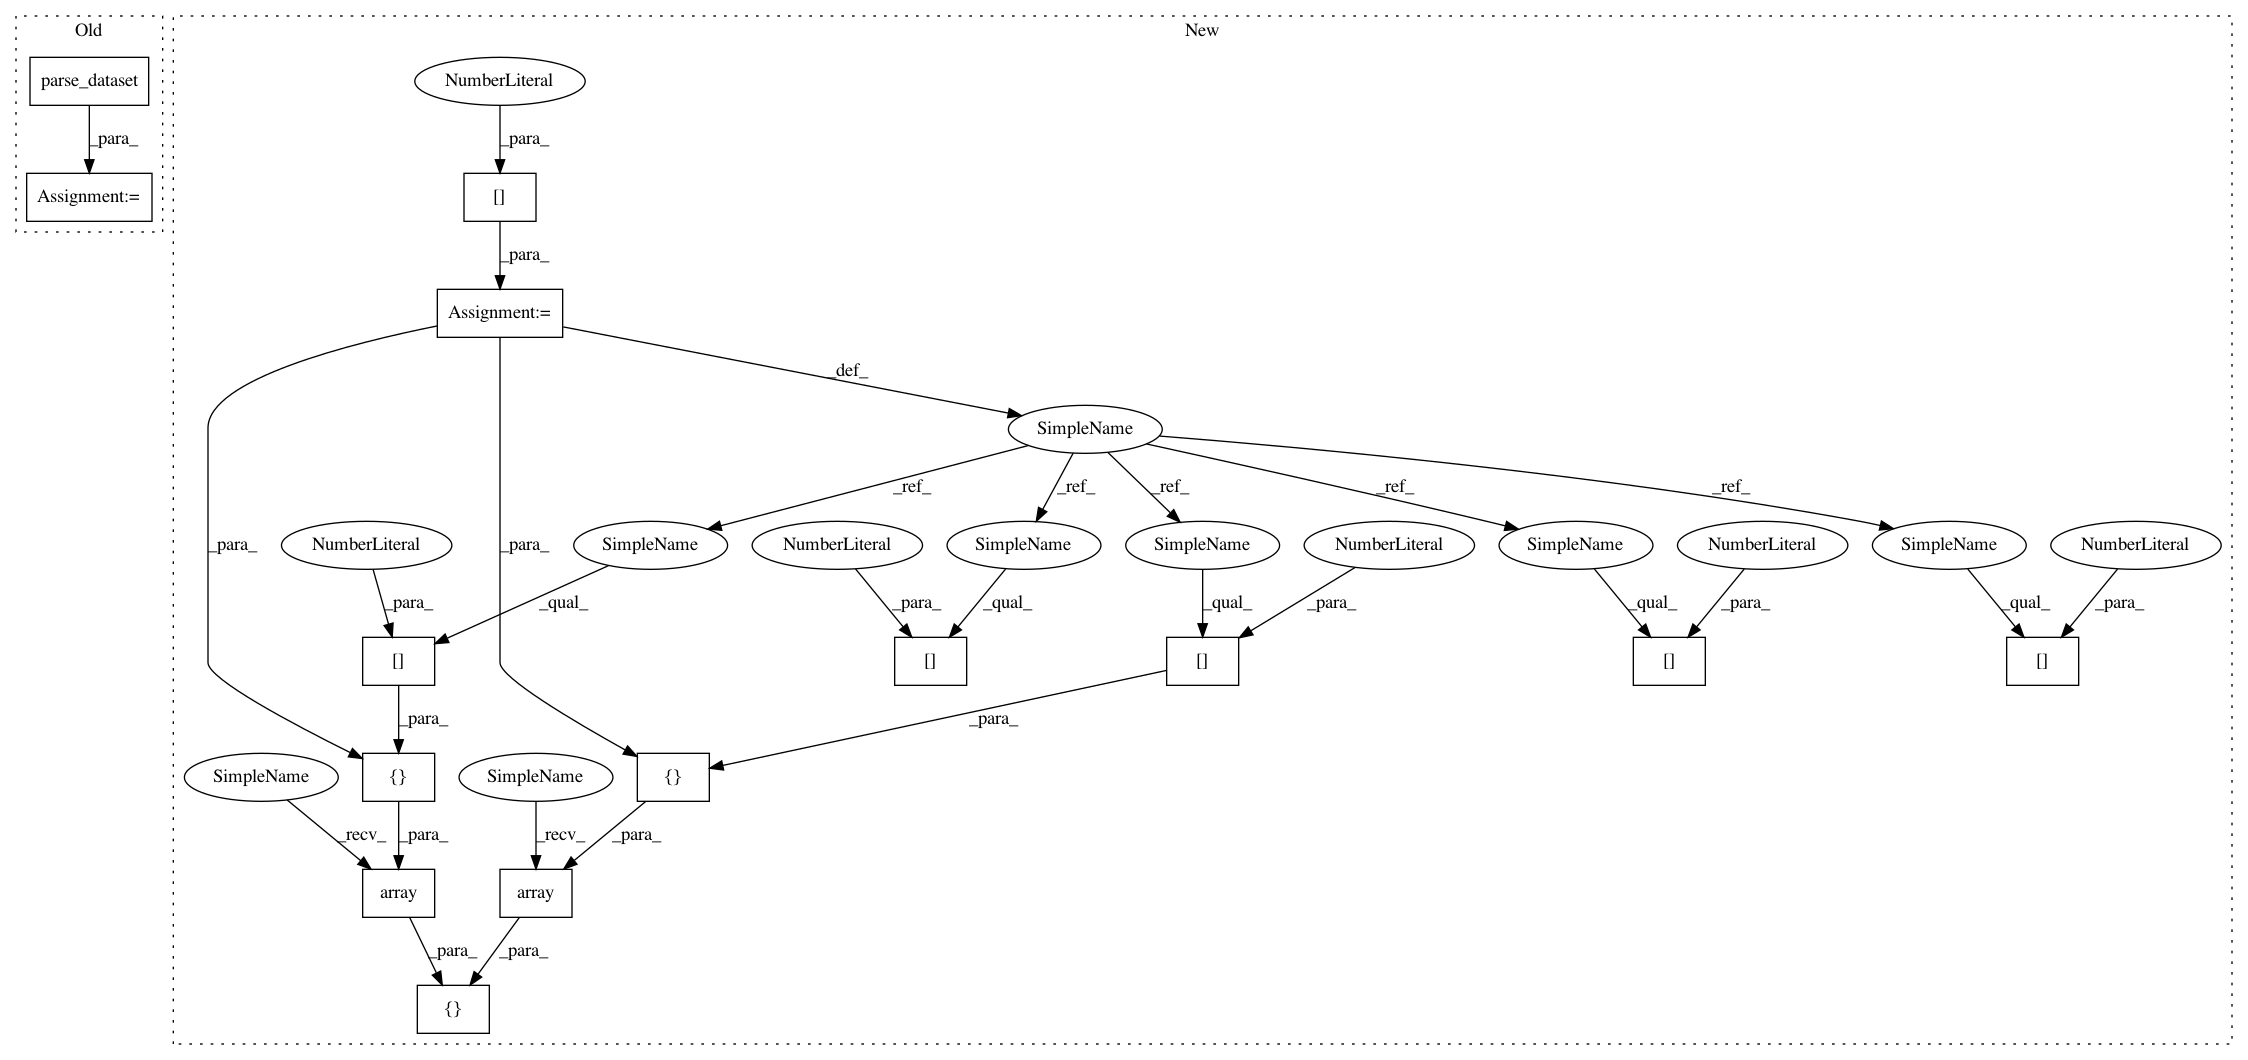 Old
New
NumberLiteral
parse_dataset
_para_
_para_
Assignment:=
[]
_para_
Assignment:=
_def_
SimpleName
_ref_
_ref_
_ref_
_ref_
_ref_
_para_
NumberLiteral
_para_
SimpleName
NumberLiteral
SimpleName
SimpleName
NumberLiteral
SimpleName
NumberLiteral
SimpleName
NumberLiteral
_para_
_qual_
_para_
_qual_
_qual_
_para_
_qual_
_para_
_qual_
_para_
[]
[]
[]
[]
[]
_para_
_para_
SimpleName
{}
SimpleName
{}
_recv_
_para_
_recv_
_para_
array
array
_para_
_para_
{}